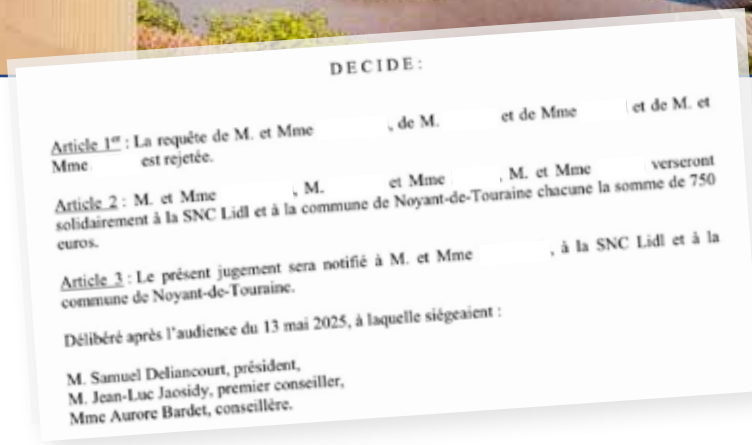 DECIDE :
Article 1er : La requête de M. et Mme , de M. et de Mme et de M. et
Mme est rejetée.
Article 2 : M. et Mme , M. et Mme , M. et Mme verseront
solidairement à la SNC Lidl et à la commune de Noyant-de-Touraine chacune la somme de 750
euros.
Article 3 : Le présent jugement sera notifié à M. et Mme , à la SNC Lidl et à la
commune de Noyant-de-Touraine.
Délibéré après l'audience du 13 mai 2025, à laquelle siégeaient :
M. Samuel Deliancourt, président,
M. Jean-Luc Jaosidy, premier conseiller,
Mme Aurore Bardet, conseillère.